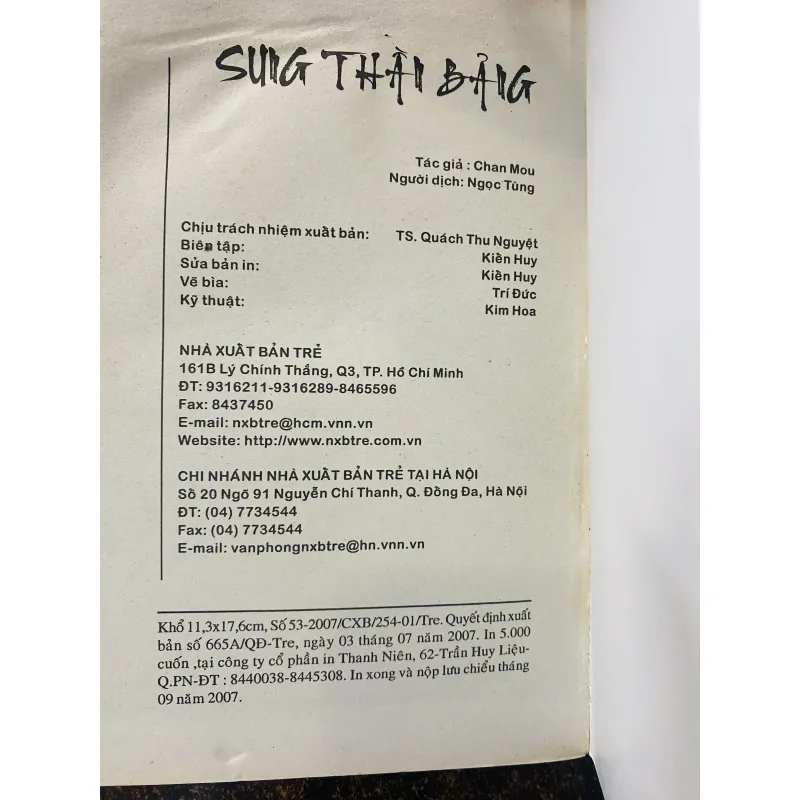 SUNG THẦN BẢNG
Tác giả : Chan Mou
Người dịch: Ngọc Tùng
Chịu trách nhiệm xuất bản: TS. Quách Thu Nguyệt
Biên tập: Kiền Huy
Sửa bản in: Kiền Huy
Vẽ bìa: Trí Đức
Kỹ thuật: Kim Hoa
NHÀ XUẤT BẢN TRẺ
161B Lý Chính Thắng, Q3, TP. Hồ Chí Minh
ĐT: 9316211-9316289-8465596
Fax: 8437450
E-mail: nxbtre@hcm.vnn.vn
Website: http://www.nxbtre.com.vn
CHI NHÁNH NHÀ XUẤT BẢN TRẺ TẠI HÀ NỘI
Số 20 Ngõ 91 Nguyễn Chí Thanh, Q. Đồng Đa, Hà Nội
ĐT: (04) 7734544
Fax: (04) 7734544
E-mail: vanphongnxbtre@hn.vnn.vn
Khổ 11,3x17,6cm, Số 53-2007/CXB/254-01/Tre. Quyết định xuất
bản số 665A/QĐ-Tre, ngày 03 tháng 07 năm 2007. In 5.000
cuốn ,tại công ty cổ phần in Thanh Niên, 62-Trần Huy Liệu-
Q.PN-ĐT : 8440038-8445308. In xong và nộp lưu chiểu tháng
09 năm 2007.